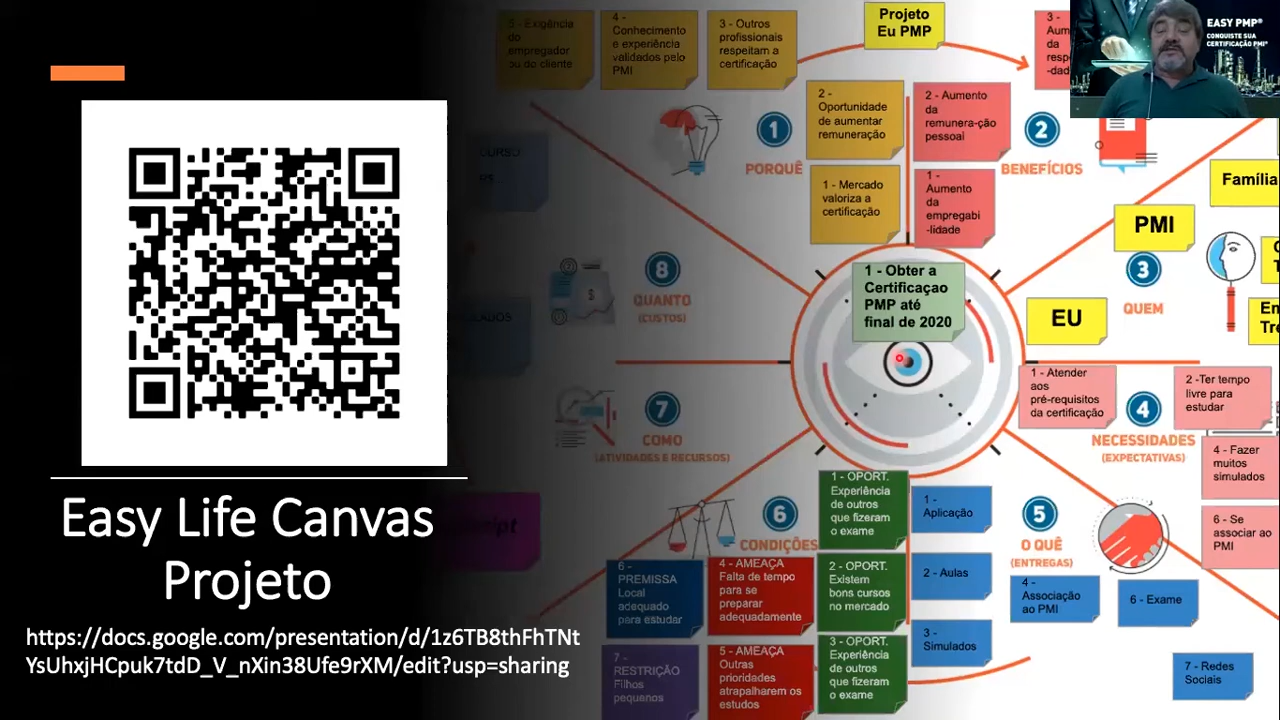 Easy Life Canvas
Projeto
https://docs.google.com/presentation/d/1z6TB8thFhTNt
YsUhxjHCpuk7tdD_V_nXin38Ufe9rXM/edit?usp=sharing
5 - Exigência
do
empregador
ou do cliente
4 -
Conhecimento
e experiência
validados pelo
PMI
3 - Outros
profissionais
respeitam a
certificação
Projeto
Eu PMP
2 -
Oportunidade
de aumentar
remuneração
1 - Mercado
valoriza a
certificação
1
PORQUÊ
2 - Aumento
da
remunera-ção
pessoal
1 -
Aumento
da
empregabi
-lidade
3 -
Aum
da
resp
-dad
2
BENEFÍCIOS
EASY PMP®
CONQUISTE SUA
CERTIFICAÇÃO PMI®
Família
PMI
3
QUEM
EU
En
Tre
CURSO
8
QUANTO
(CUSTOS)
1 - Obter a
Certificaçao
PMP até
final de 2020
1 - Atender
aos
pré-requisitos
da certificação
2 -Ter tempo
livre para
estudar
4
NECESSIDADES
(EXPECTATIVAS)
4 - Fazer
muitos
simulados
6 - Se
associar ao
PMI
7
COMO
(ATIVIDADES E RECURSOS)
6
CONDIÇÕES
1 - OPORT.
Experiência
de outros
que fizeram
o exame
2 - OPORT.
Existem
bons cursos
no mercado
3 - OPORT.
Experiência
de outros
que fizeram
o exame
4 - AMEAÇA
Falta de tempo
para se
preparar
adequadamente
5 - AMEAÇA
Outras
prioridades
atrapalharem os
estudos
6 -
PREMISSA
Local
adequado
para estudar
7 -
RESTRIÇÃO
Filhos
pequenos
5
O QUÊ
(ENTREGAS)
1 -
Aplicação
2 - Aulas
3 -
Simulados
4 -
Associação
ao PMI
6 - Exame
7 - Redes
Sociais